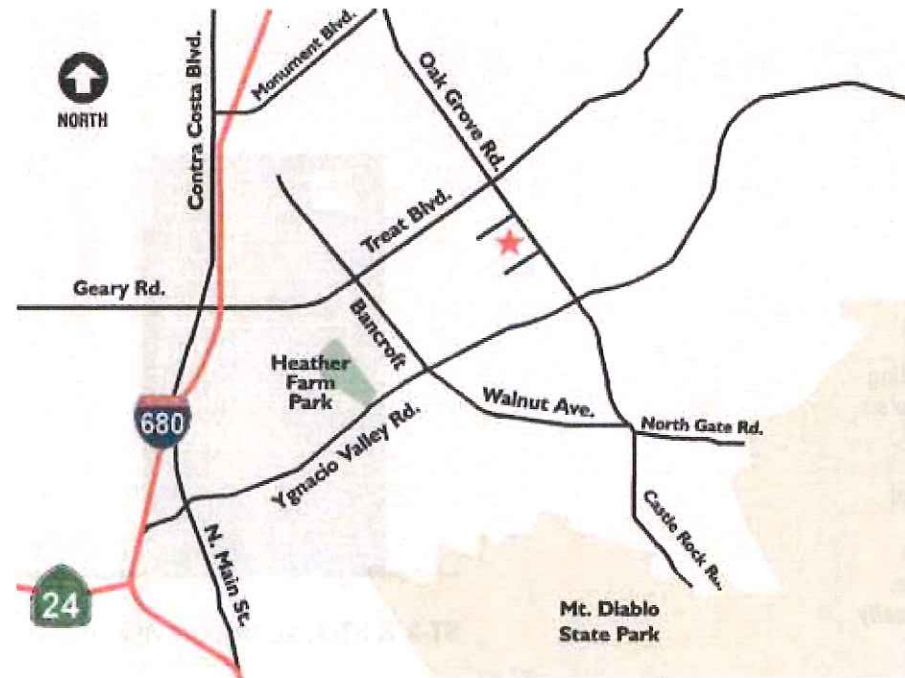 NORTH
Contra Costa Blvd.
Monument Blvd.
Oak Grove Rd.
Treat Blvd.
Geary Rd.
Bancroft
Heather
Farm
Park
Walnut Ave.
North Gate Rd.
680
Ygnacio Valley Rd.
N. Main St.
Castle Rock
24
Mt. Diablo
State Park